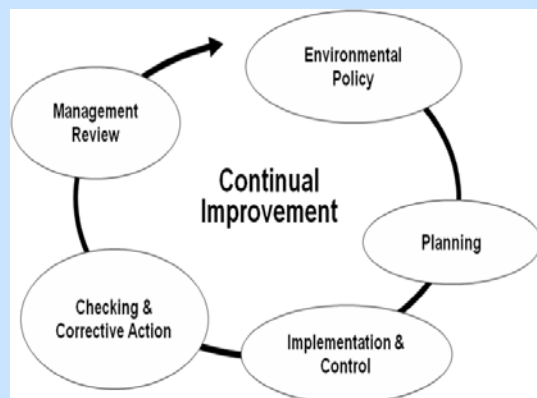 Environmental
Policy
Planning
Implementation &
Control
Checking &
Corrective Action
Management
Review
Continual
Improvement